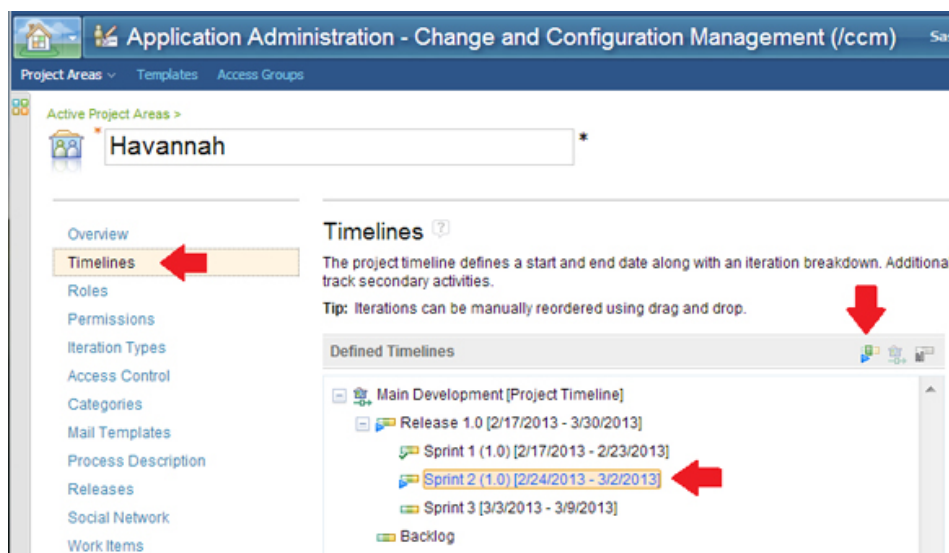 Application Administration - Change and Configuration Management (/ccm)
Project Areas Templates Access Groups
Active Project Areas >
* Havannah *
Overview
Timelines
Roles
Permissions
Iteration Types
Access Control
Categories
Mail Templates
Process Description
Releases
Social Network
Work Items
Timelines ?
The project timeline defines a start and end date along with an iteration breakdown. Additiona
track secondary activities.
Tip: Iterations can be manually reordered using drag and drop.
Defined Timelines
Main Development [Project Timeline]
Release 1.0 [2/17/2013 - 3/30/2013]
Sprint 1 (1.0) [2/17/2013 - 2/23/2013]
Sprint 2 (1.0) [2/24/2013 - 3/2/2013]
Sprint 3 [3/3/2013 - 3/9/2013]
Backlog